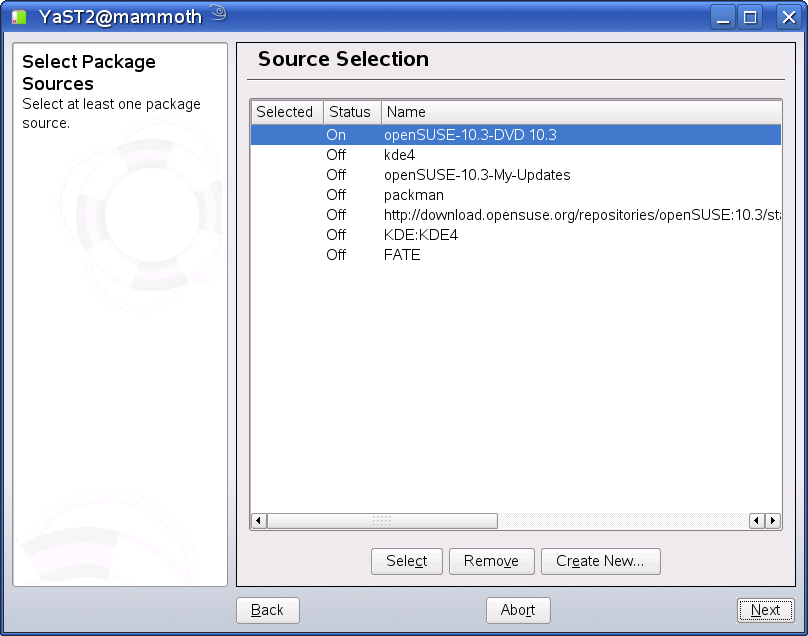 YaST2@mammoth
Select Package
Sources
Select at least one package
source.
Source Selection
Selected Status Name
On openSUSE-10.3-DVD 10.3
Off kde4
Off openSUSE-10.3-My-Updates
Off packman
Off http://download.opensuse.org/repositories/openSUSE:10.3/sta
Off KDE:KDE4
Off FATE
Select Remove Create New...
Back Abort Next